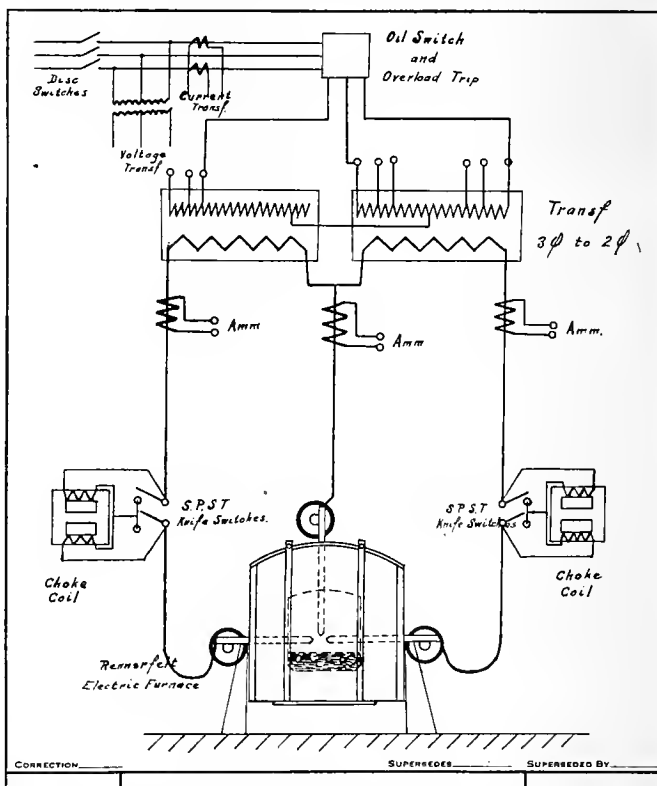 Oil Switch
and
Overload Trip
Disc
Switches
Current
Transf.
Voltage
Transf
Transf
3φ to 2φ
Amm
Amm
Amm.
S.P.S.T
Knife Switches.
S P S.T
Knife Switches
Choke
Coil
Choke
Coil
Rennerfelt
Electric Furnace
CORRECTION
SUPERSEDES
SUPERSEDED BY